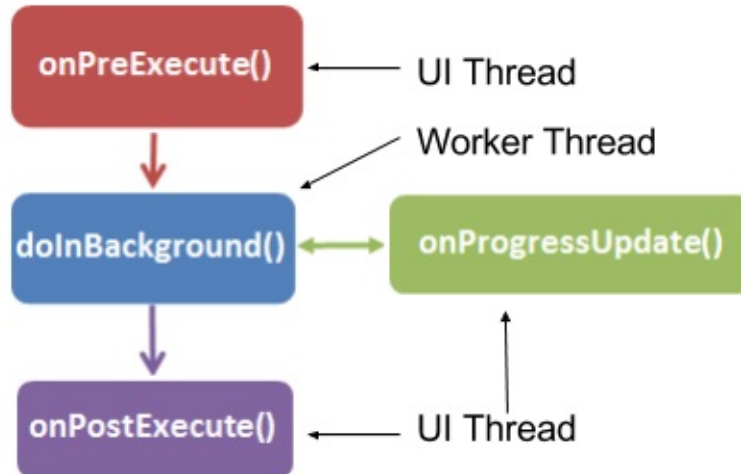 onPreExecute()
UI Thread
Worker Thread
doInBackground()
onProgressUpdate()
onPostExecute()
UI Thread